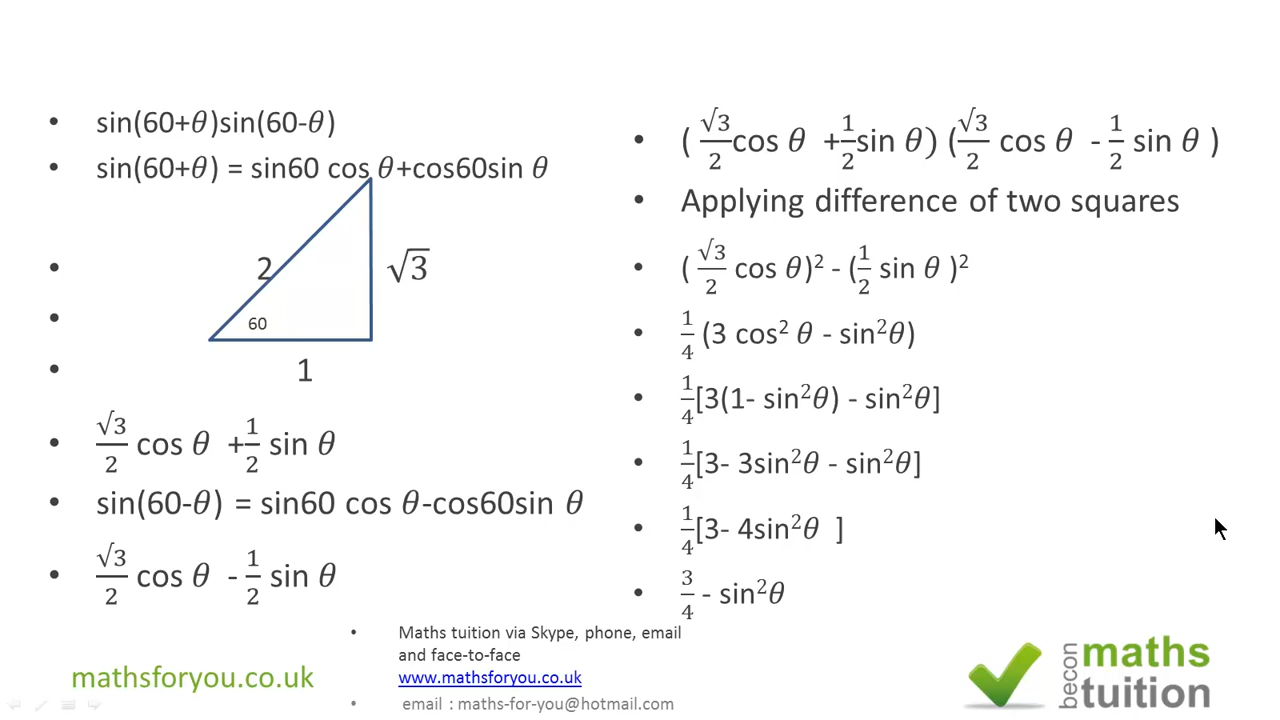 • sin(60+𝜃)sin(60-𝜃)
• sin(60+𝜃) = sin60 cos 𝜃+cos60sin 𝜃
2
√3
60
1
• √3/2 cos 𝜃 +1/2 sin 𝜃
• sin(60-𝜃) = sin60 cos 𝜃-cos60sin 𝜃
• √3/2 cos 𝜃 - 1/2 sin 𝜃
• ( √3/2 cos 𝜃 +1/2 sin 𝜃) (√3/2 cos 𝜃 - 1/2 sin 𝜃 )
• Applying difference of two squares
• ( √3/2 cos 𝜃)² - (1/2 sin 𝜃 )²
• 1/4 (3 cos² 𝜃 - sin²𝜃)
• 1/4[3(1- sin²𝜃) - sin²𝜃]
• 1/4[3- 3sin²𝜃 - sin²𝜃]
• 1/4[3- 4sin²𝜃 ]
• 3/4 - sin²𝜃
• Maths tuition via Skype, phone, email
and face-to-face
www.mathsforyou.co.uk
• email : maths-for-you@hotmail.com
mathsforyou.co.uk
becon
maths
tuition